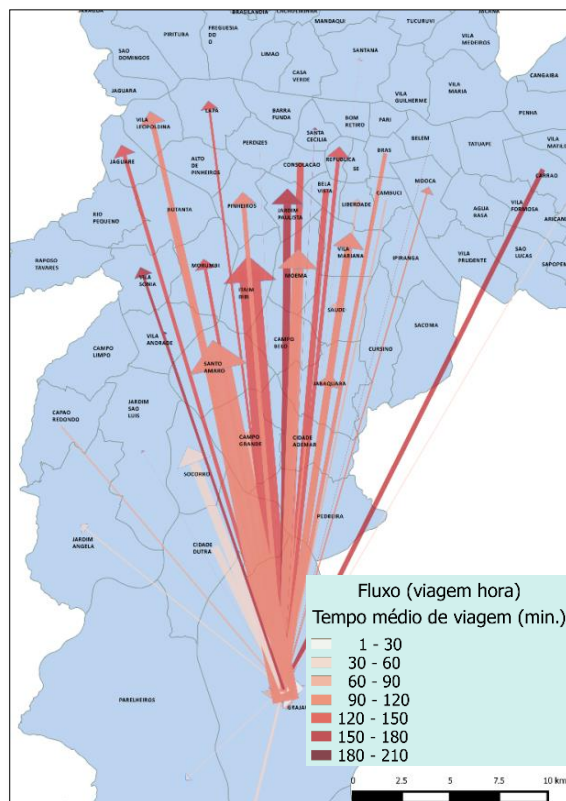 BRASILANDIA
CACHOEIRINHA
MANDAQUI
TUCURUVI
FREGUESIA
DO
PIRITURA
SAO
DOMINGOS
LIMAO
SANTANA
VILA
MEDEIROS
CASA
VERDE
CANGAIBA
JAGUARA
VILA
GUILHERME
VILA
MARIA
PENHA
VILA
LEOPOLDINA
LAPA
BARRA
FUNDA
BOM
RETIRO
PARI
SANTA
CECILIA
BELEM
TATUAPE
PERDIZES
BRAS
REPUBLICA
SE
JAGUARE
ALTO
DE
PINHEIROS
CONSOLACAO
MOOCA
CARRAO
BELA
VISTA
CAMBUCI
LIBERDADE
VILA
FORMOSA
AGUA
RASA
RIO
PEQUENO
BUTANTA
PINHEIROS
JARDIM
PAULISTA
RAPOSO
TAVARES
MORUMBI
VILA
MARIANA
IPIRANGA
VILA
PRUDENTE
SAO
LUCAS
SAPOPEM
VILA
SONIA
ITAIM
BIBI
MOEMA
SAUDE
SACOMA
CAMPO
LIMPO
VILA
ANDRADE
CAMPO
BELO
CURSINO
SANTO
AMARO
JABAQUARA
JARDIM
SAO
LUIS
CAPAO
REDONDO
CAMPO
GRANDE
CIDADE
ADEMAR
SOCORRO
PEDREIRA
JARDIM
ANGELA
CIDADE
DUTRA
PARELHEIROS
GRAJAU
Fluxo (viagem hora)
Tempo médio de viagem (min.)
1 - 30
30 - 60
60 - 90
90 - 120
120 - 150
150 - 180
180 - 210
0 2.5 5 7.5 10 km